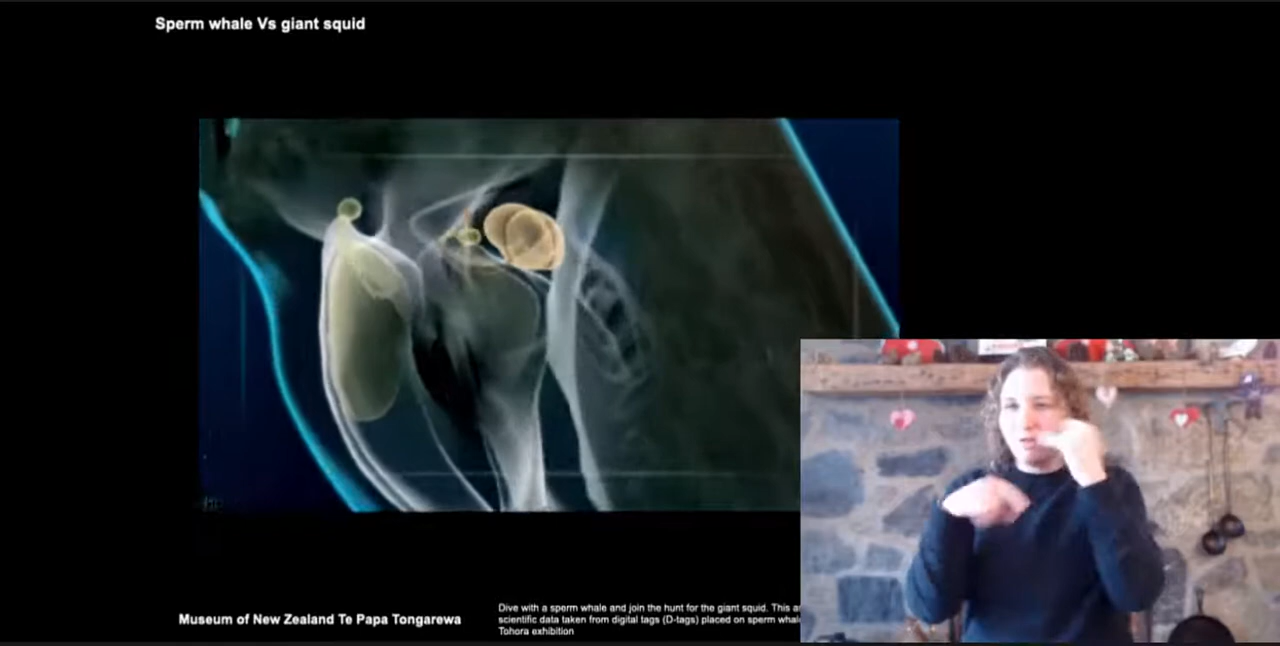 Sperm whale Vs giant squid
Museum of New Zealand Te Papa Tongarewa
Dive with a sperm whale and join the hunt for the giant squid. This
scientific data taken from digital tags (D-tags) placed on sperm
Tohora exhibition